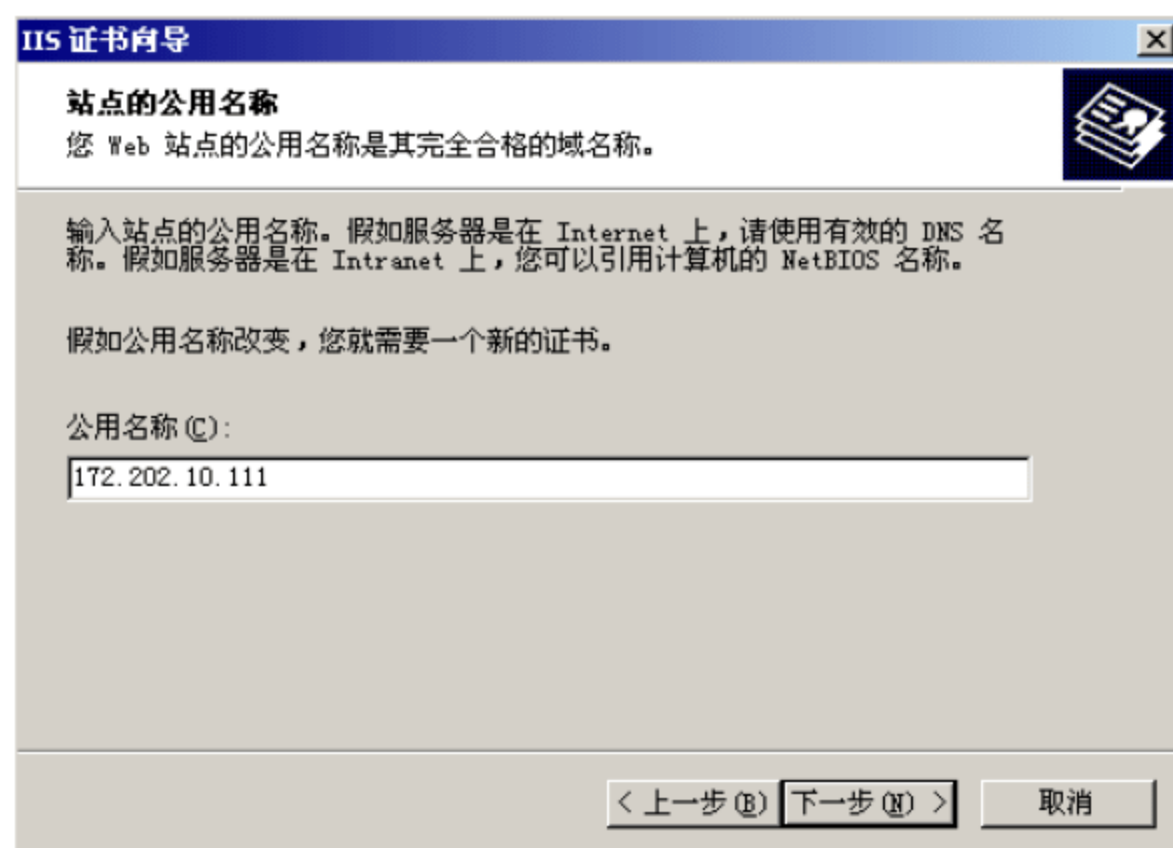 IIS 证书向导
站点的公用名称
您 Web 站点的公用名称是其完全合格的域名称。
输入站点的公用名称。假如服务器是在 Internet 上，请使用有效的 DNS 名
称。假如服务器是在 Intranet 上，您可以引用计算机的 NetBIOS 名称。
假如公用名称改变，您就需要一个新的证书。
公用名称(C):
172.202.10.111
< 上一步(B) 下一步(N) > 取消